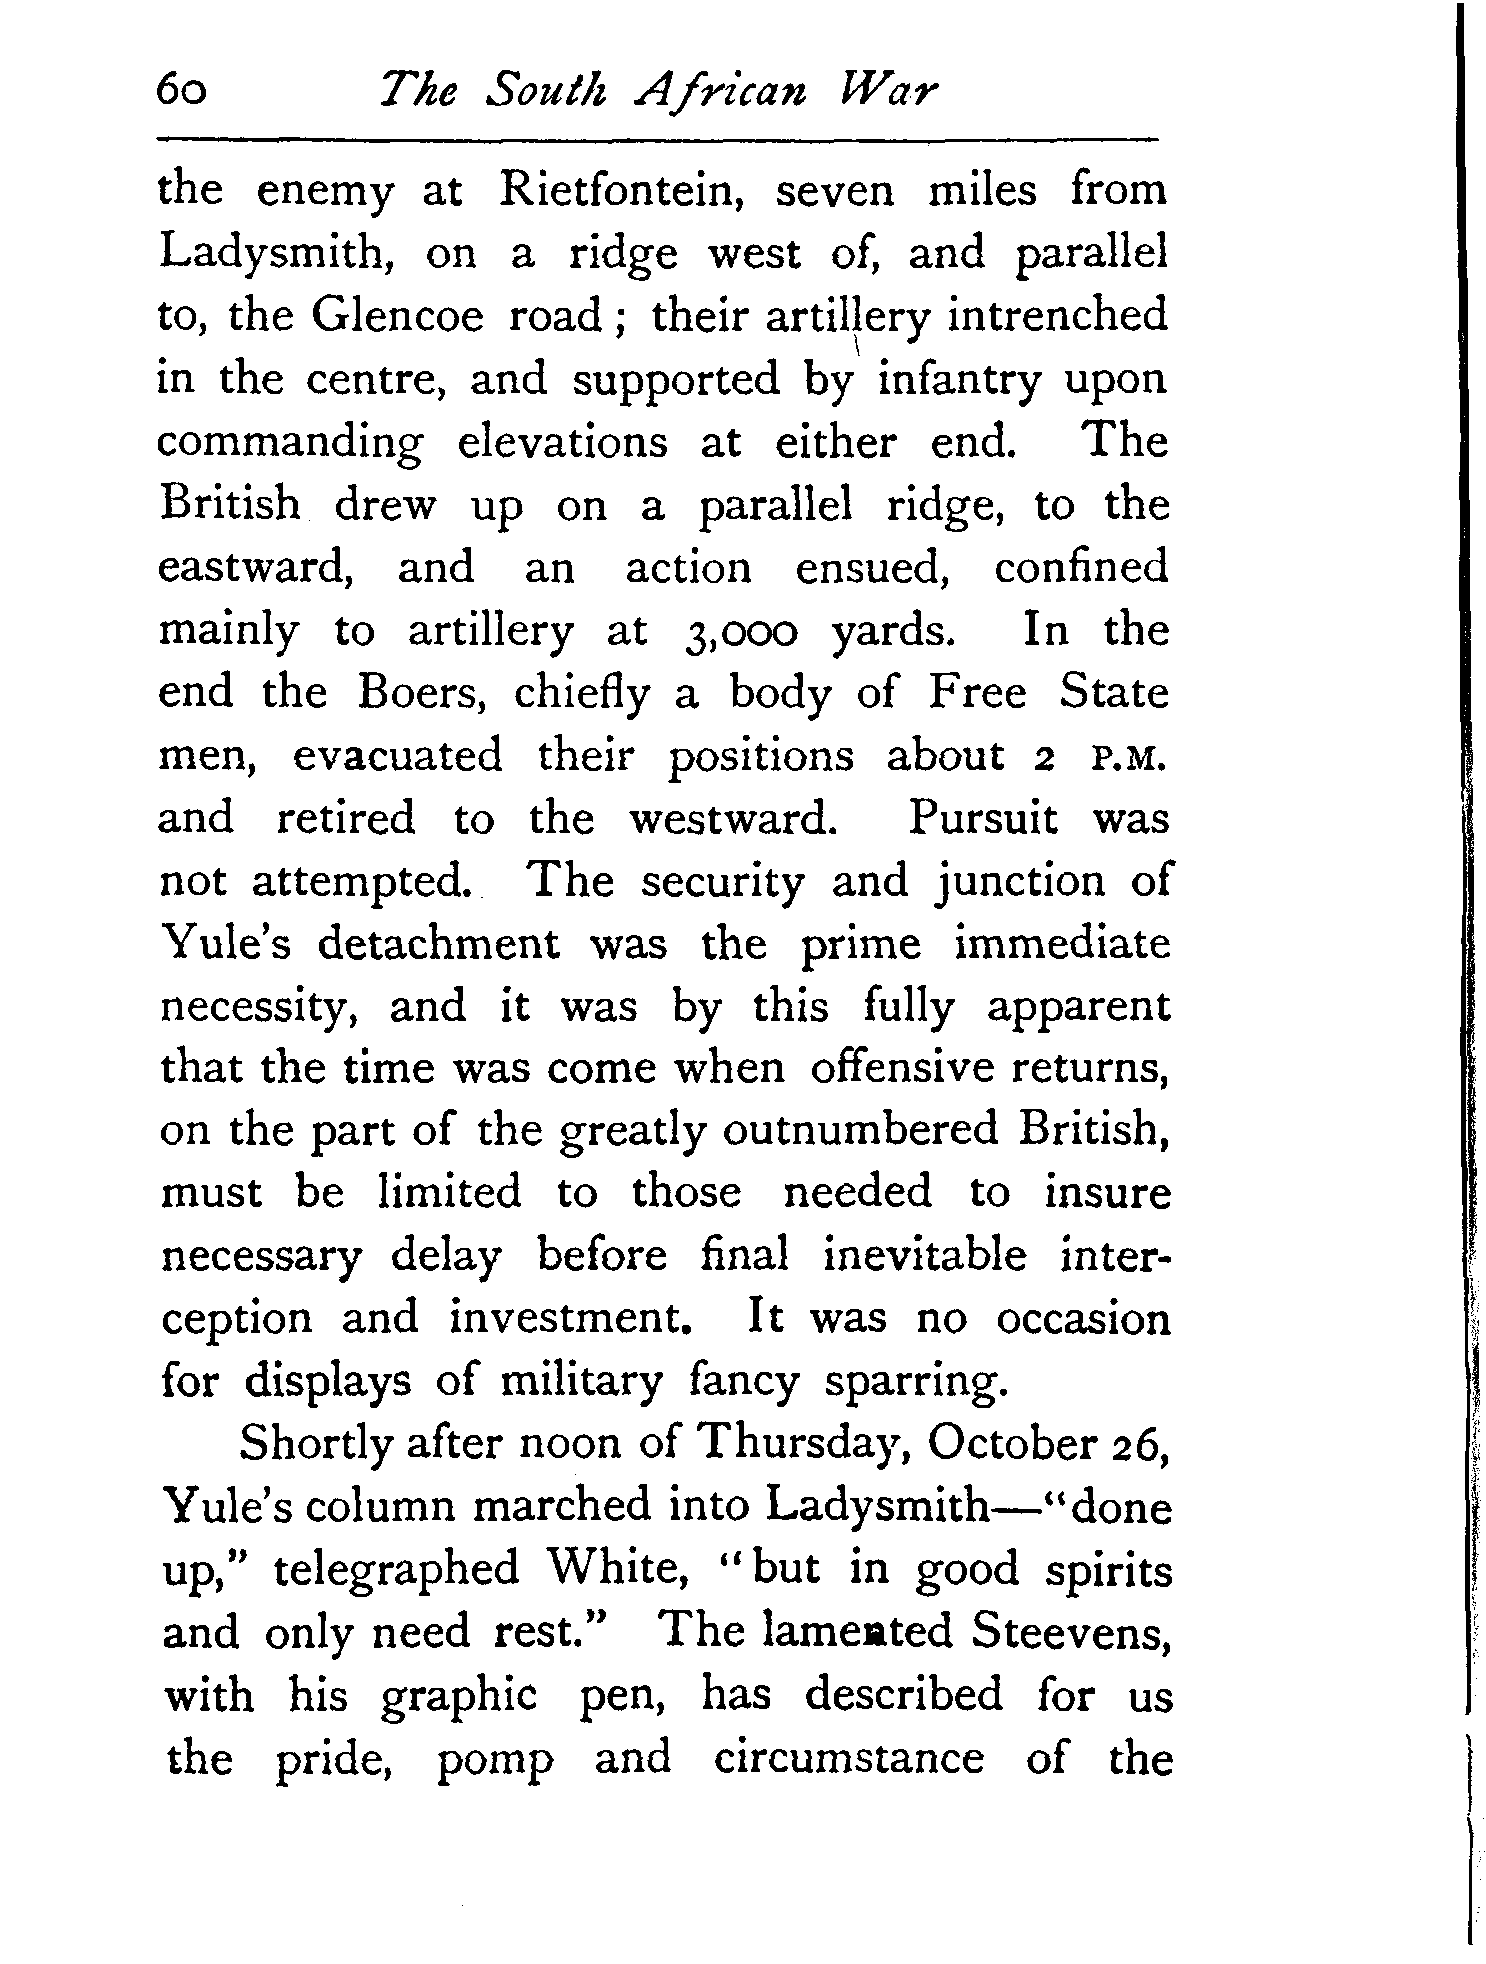 60 The South African War
the enemy at Rietfontein, seven miles from
Ladysmith, on a ridge west of, and parallel
to, the Glencoe road ; their artillery intrenched
in the centre, and supported by infantry upon
commanding elevations at either end. The
British drew up on a parallel ridge, to the
eastward, and an action ensued, confined
mainly to artillery at 3,000 yards. In the
end the Boers, chiefly a body of Free State
men, evacuated their positions about 2 P.M.
and retired to the westward. Pursuit was
not attempted. The security and junction of
Yule's detachment was the prime immediate
necessity, and it was by this fully apparent
that the time was come when offensive returns,
on the part of the greatly outnumbered British,
must be limited to those needed to insure
necessary delay before final inevitable inter-
ception and investment. It was no occasion
for displays of military fancy sparring.
Shortly after noon of Thursday, October 26,
Yule's column marched into Ladysmith—“done
up,” telegraphed White, “but in good spirits
and only need rest.” The lamented Steevens,
with his graphic pen, has described for us
the pride, pomp and circumstance of the